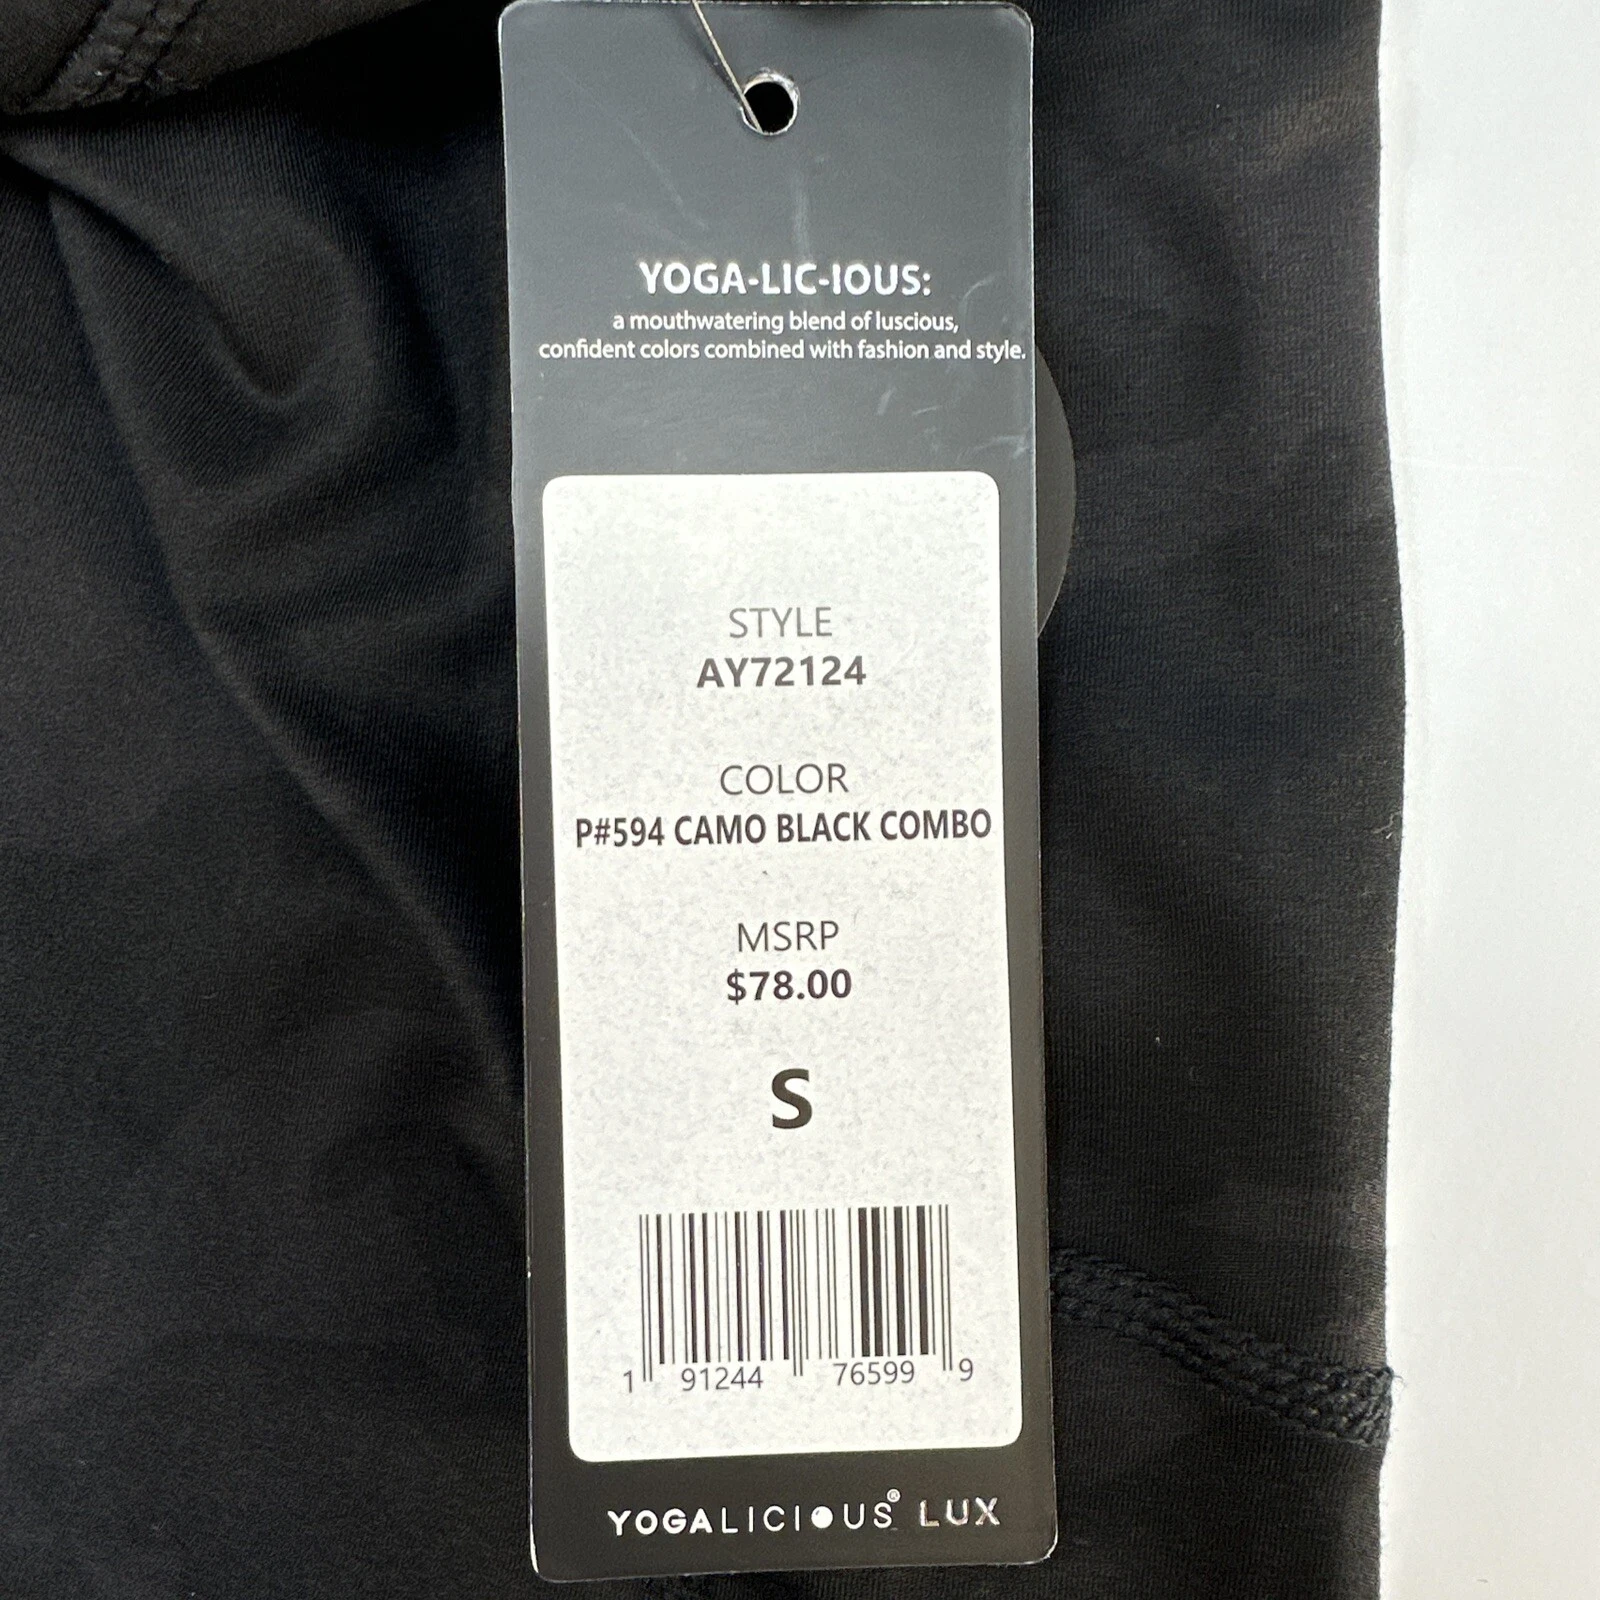 YOGA-LIC-IOUS:
a mouthwatering blend of luscious,
confident colors combined with fashion and style.
STYLE
AY72124
COLOR
P#594 CAMO BLACK COMBO
MSRP
$78.00
S
1 91244 76599 9
YOGALICIOUS® LUX